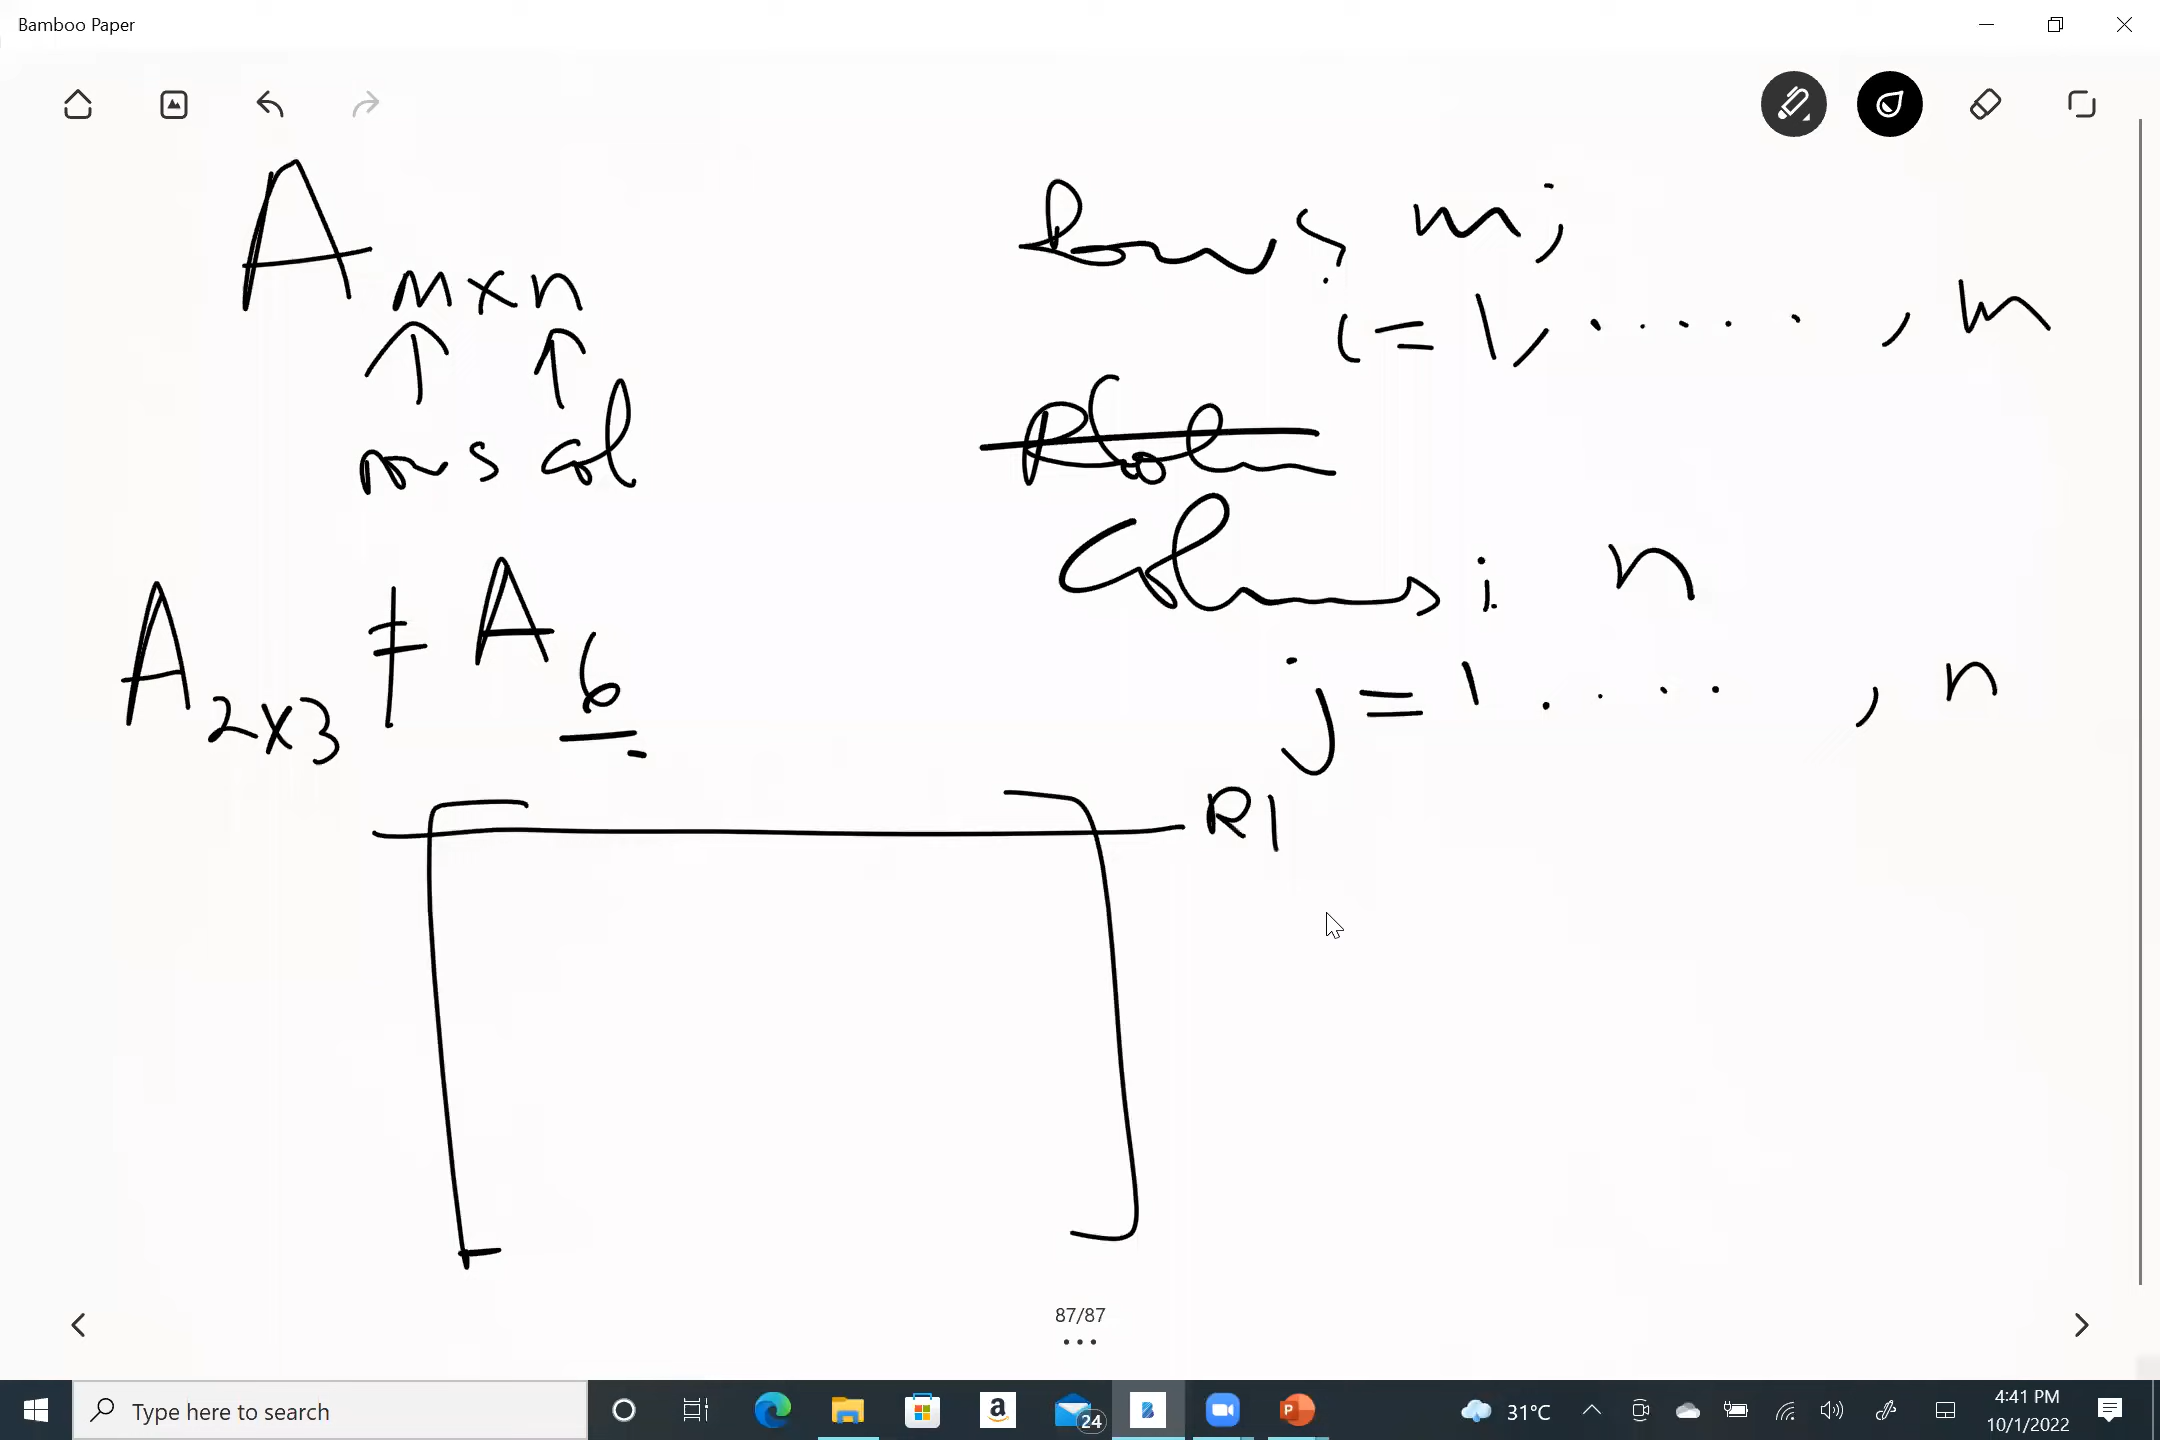 Bamboo Paper
A m×n
rows col
Rows m;
i = 1, ..... , m
Columns : n
j = 1 .... , n
A 2×3 ≠ A 6
R1
87/87
Type here to search
24
31°C
4:41 PM
10/1/2022